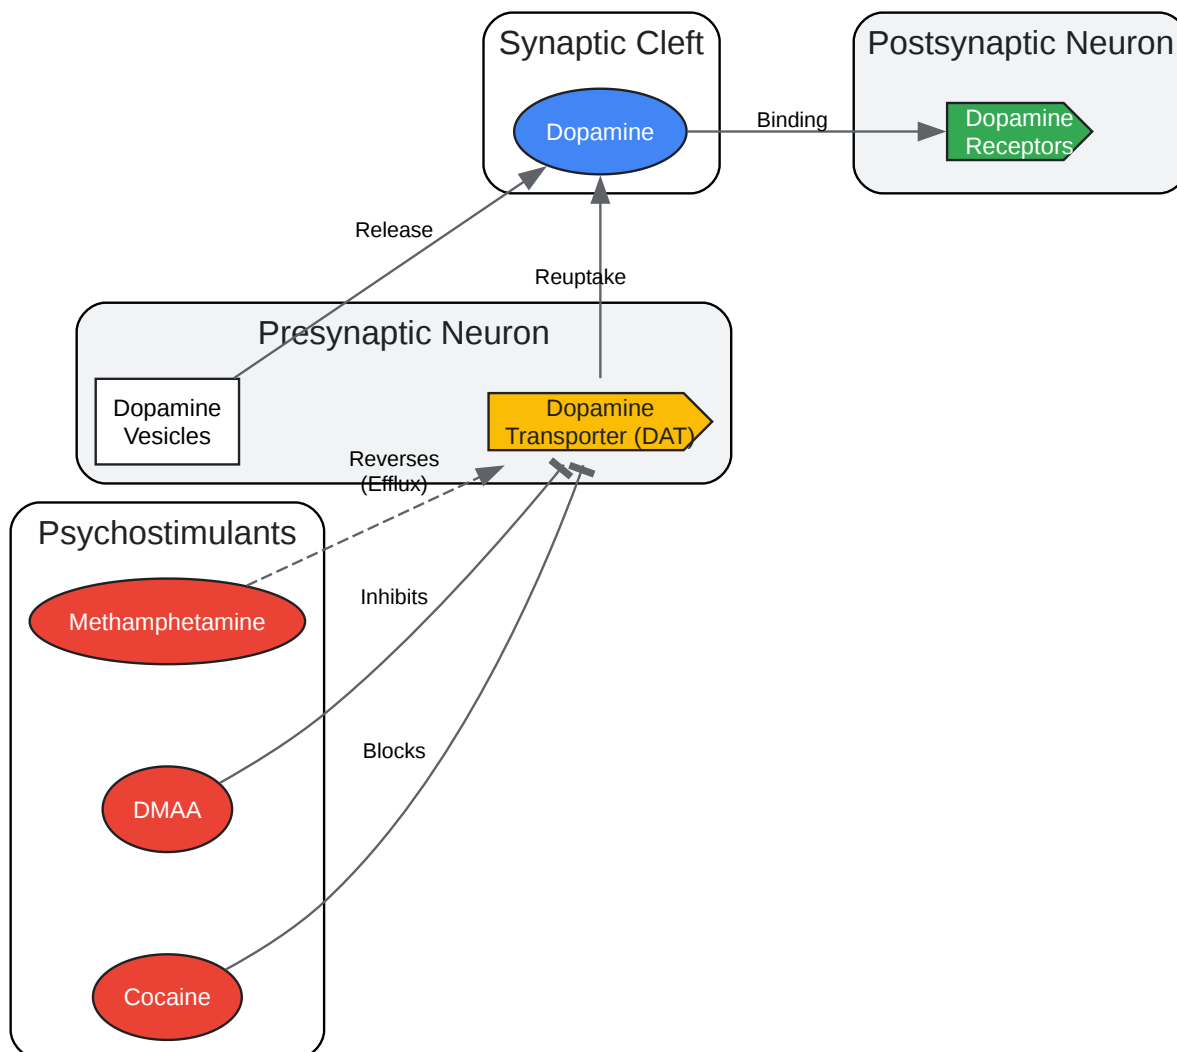 Synaptic Cleft
Postsynaptic Neuron
Dopamine
Binding
Dopamine
Receptors
Release
Reuptake
Presynaptic Neuron
Dopamine
Vesicles
Dopamine
Transporter (DAT)
Reverses
(Efflux)
Psychostimulants
Methamphetamine
Inhibits
Blocks
DMAA
Cocaine